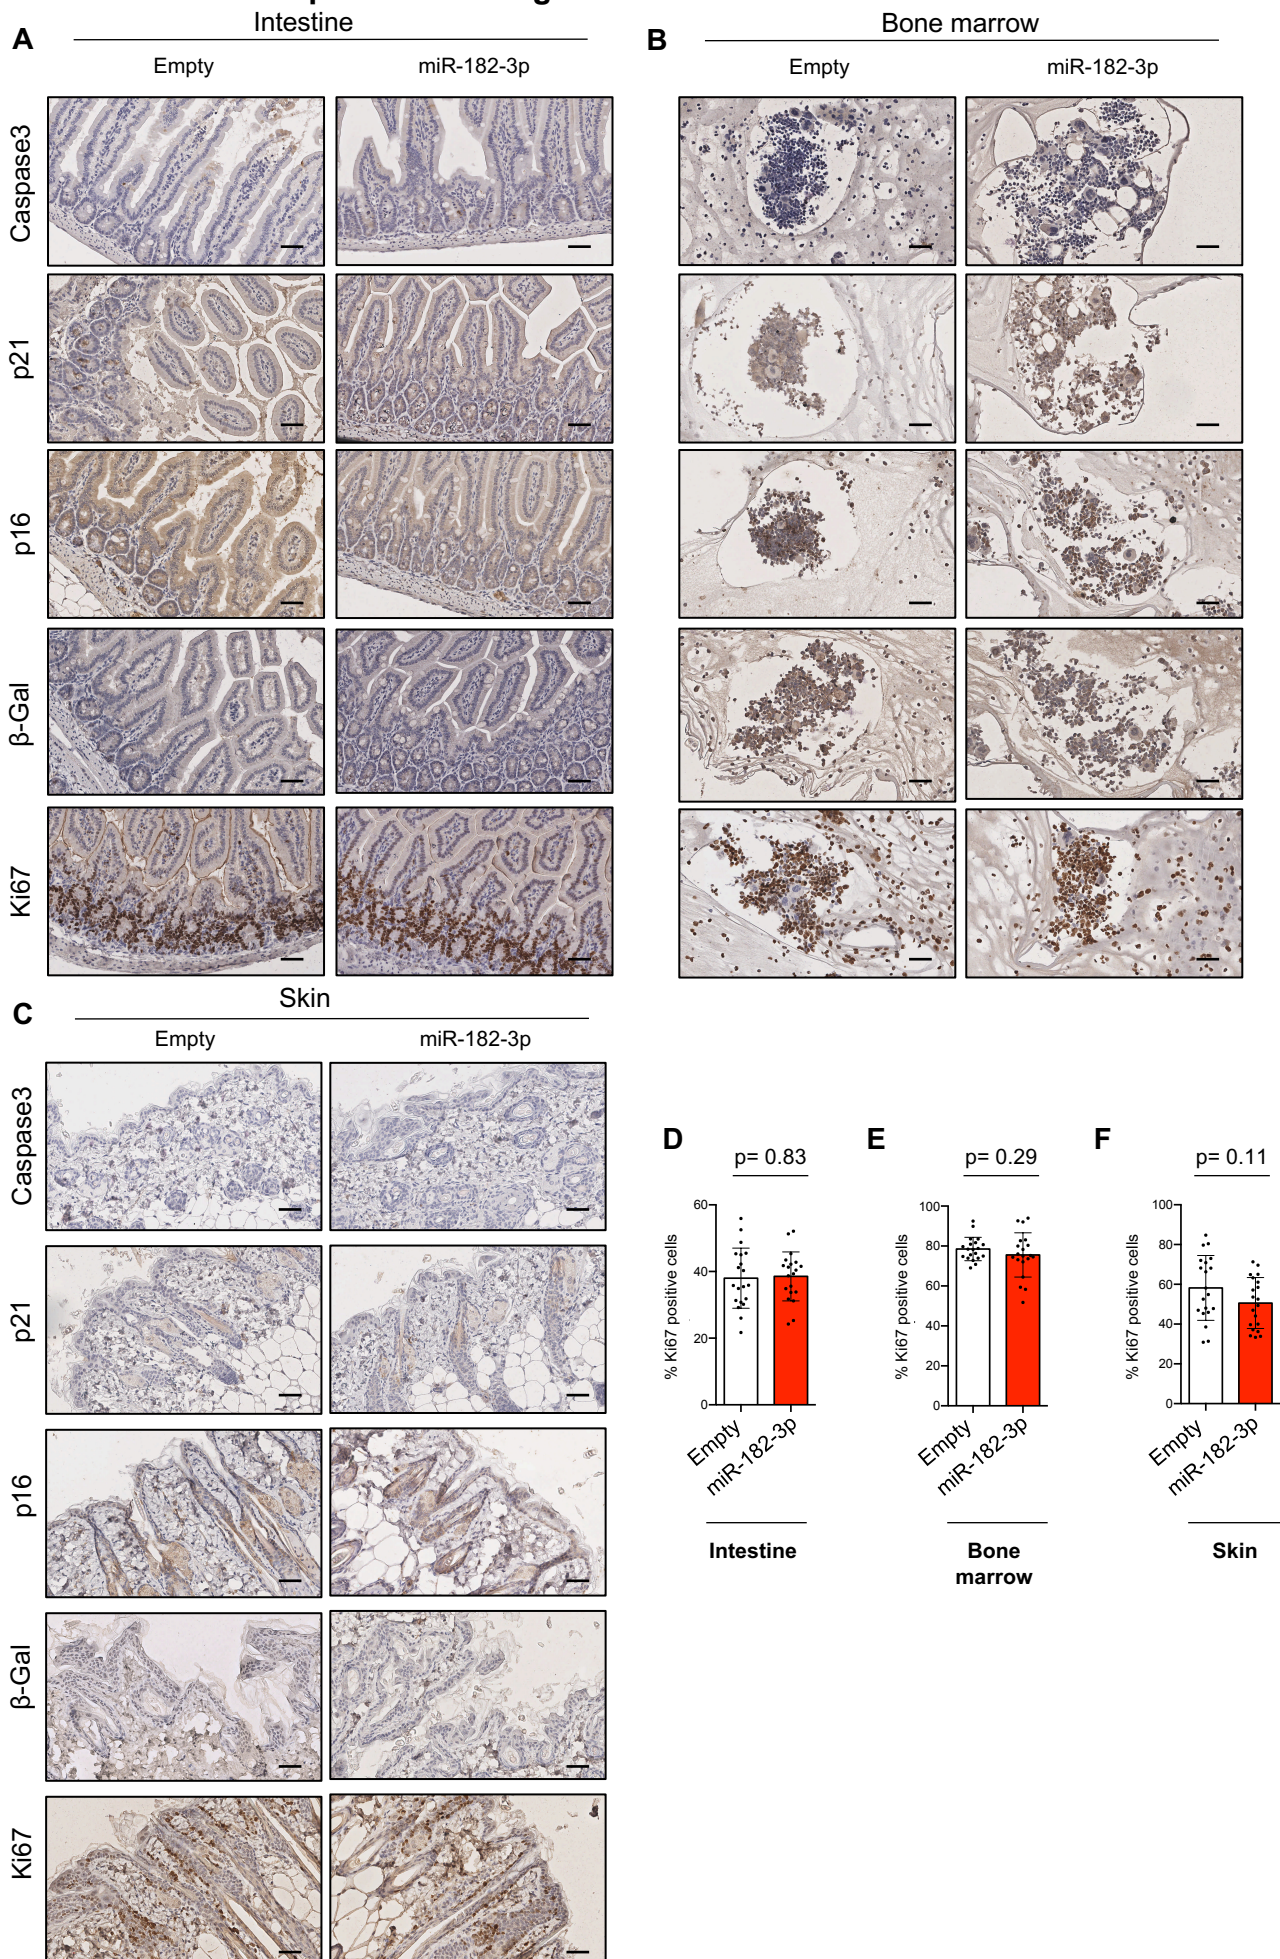 A
Intestine
Empty
miR-182-3p
Caspase3
p21
p16
β-Gal
Ki67
B
Bone marrow
Empty
miR-182-3p
C
Skin
Empty
miR-182-3p
Caspase3
p21
p16
β-Gal
Ki67
D
p= 0.83
% Ki67 positive cells
60
40
20
0
Empty
miR-182-3p
Intestine
E
p= 0.29
% Ki67 positive cells
100
80
60
40
20
0
Empty
miR-182-3p
Bone
marrow
F
p= 0.11
% Ki67 positive cells
100
80
60
40
20
0
Empty
miR-182-3p
Skin